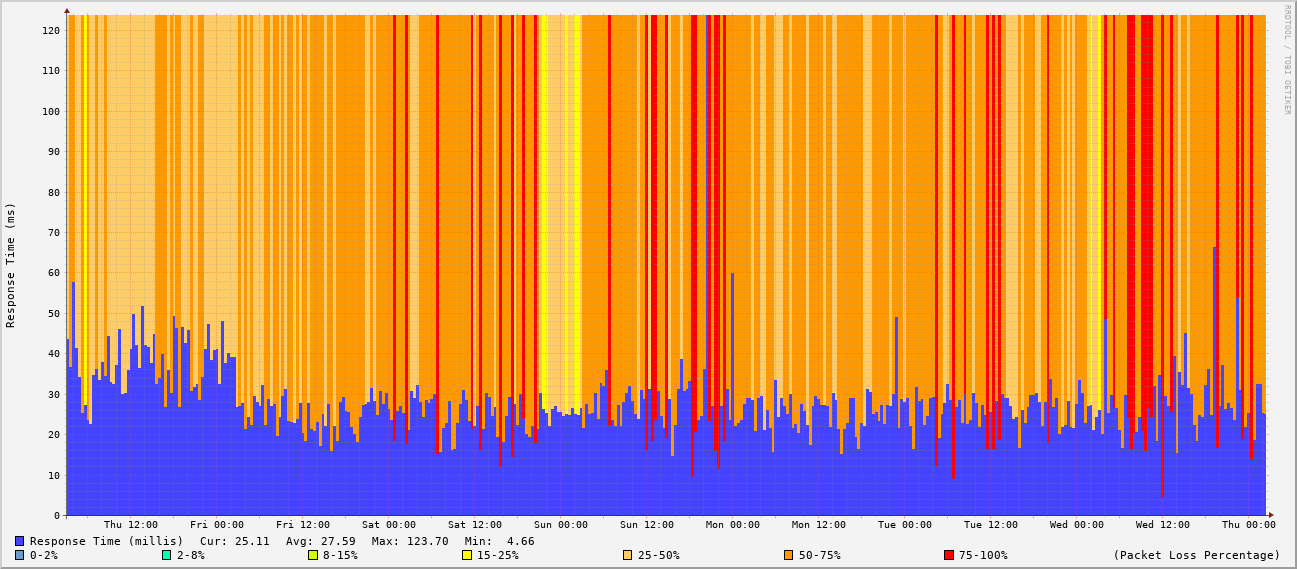 RRDTOOL / TOBI OETIKER
Response Time (ms)
120
110
100
90
80
70
60
50
40
30
20
10
0
Thu 12:00 Fri 00:00 Fri 12:00 Sat 00:00 Sat 12:00 Sun 00:00 Sun 12:00 Mon 00:00 Mon 12:00 Tue 00:00 Tue 12:00 Wed 00:00 Wed 12:00 Thu 00:00
Response Time (millis) Cur: 25.11 Avg: 27.59 Max: 123.70 Min: 4.66
0-2% 2-8% 8-15% 15-25% 25-50% 50-75% 75-100% (Packet Loss Percentage)